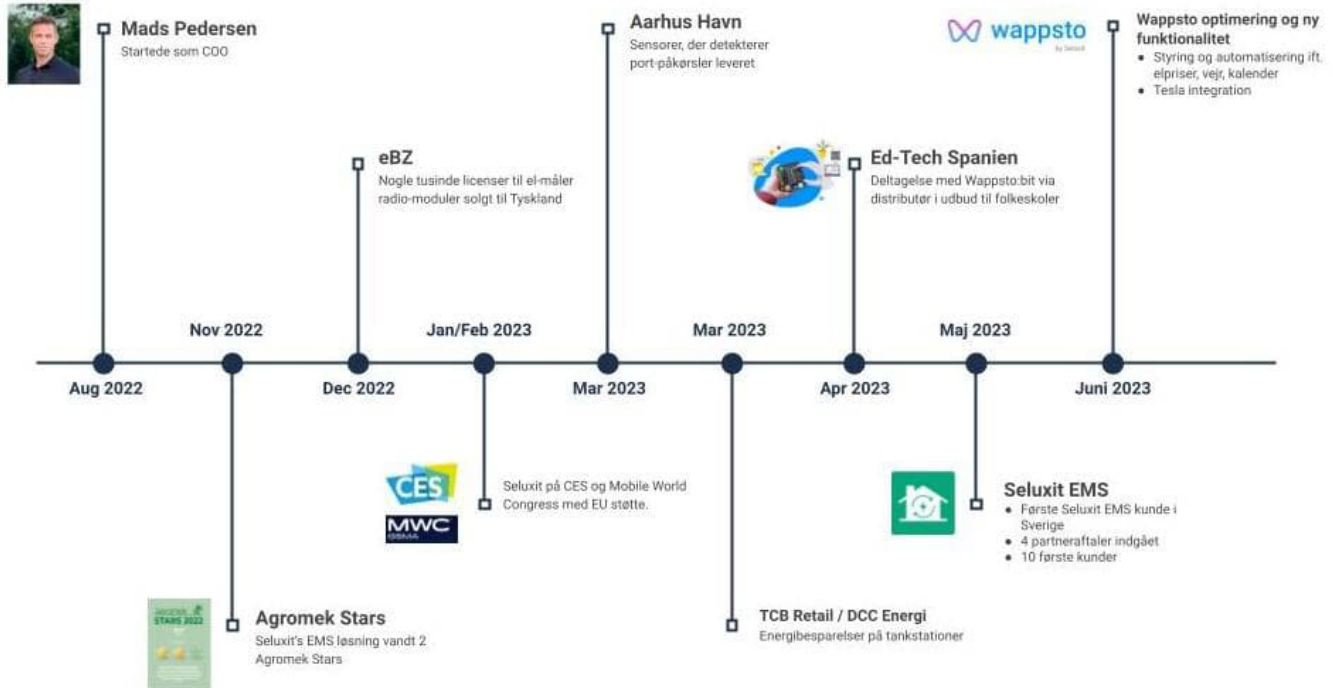 Mads Pedersen
Startede som COO
Aarhus Havn
Sensorer, der detekterer
port-påkørsler leveret
wappsto
by Seluxit
Wappsto optimering og ny
funktionalitet
• Styring og automatisering ift.
elpriser, vejr, kalender
• Tesla integration
eBZ
Nogle tusinde licenser til el-måler
radio-moduler solgt til Tyskland
Ed-Tech Spanien
Deltagelse med Wappsto:bit via
distributør i udbud til folkeskoler
Nov 2022
Jan/Feb 2023
Mar 2023
Maj 2023
Aug 2022
Dec 2022
Mar 2023
Apr 2023
Juni 2023
CES
MWC
GSMA
Seluxit på CES og Mobile World
Congress med EU støtte.
Seluxit EMS
• Første Seluxit EMS kunde i
Sverige
• 4 partneraftaler indgået
• 10 første kunder
STARS 2022
Agromek Stars
Seluxit's EMS løsning vandt 2
Agromek Stars
TCB Retail / DCC Energi
Energibesparelser på tankstationer